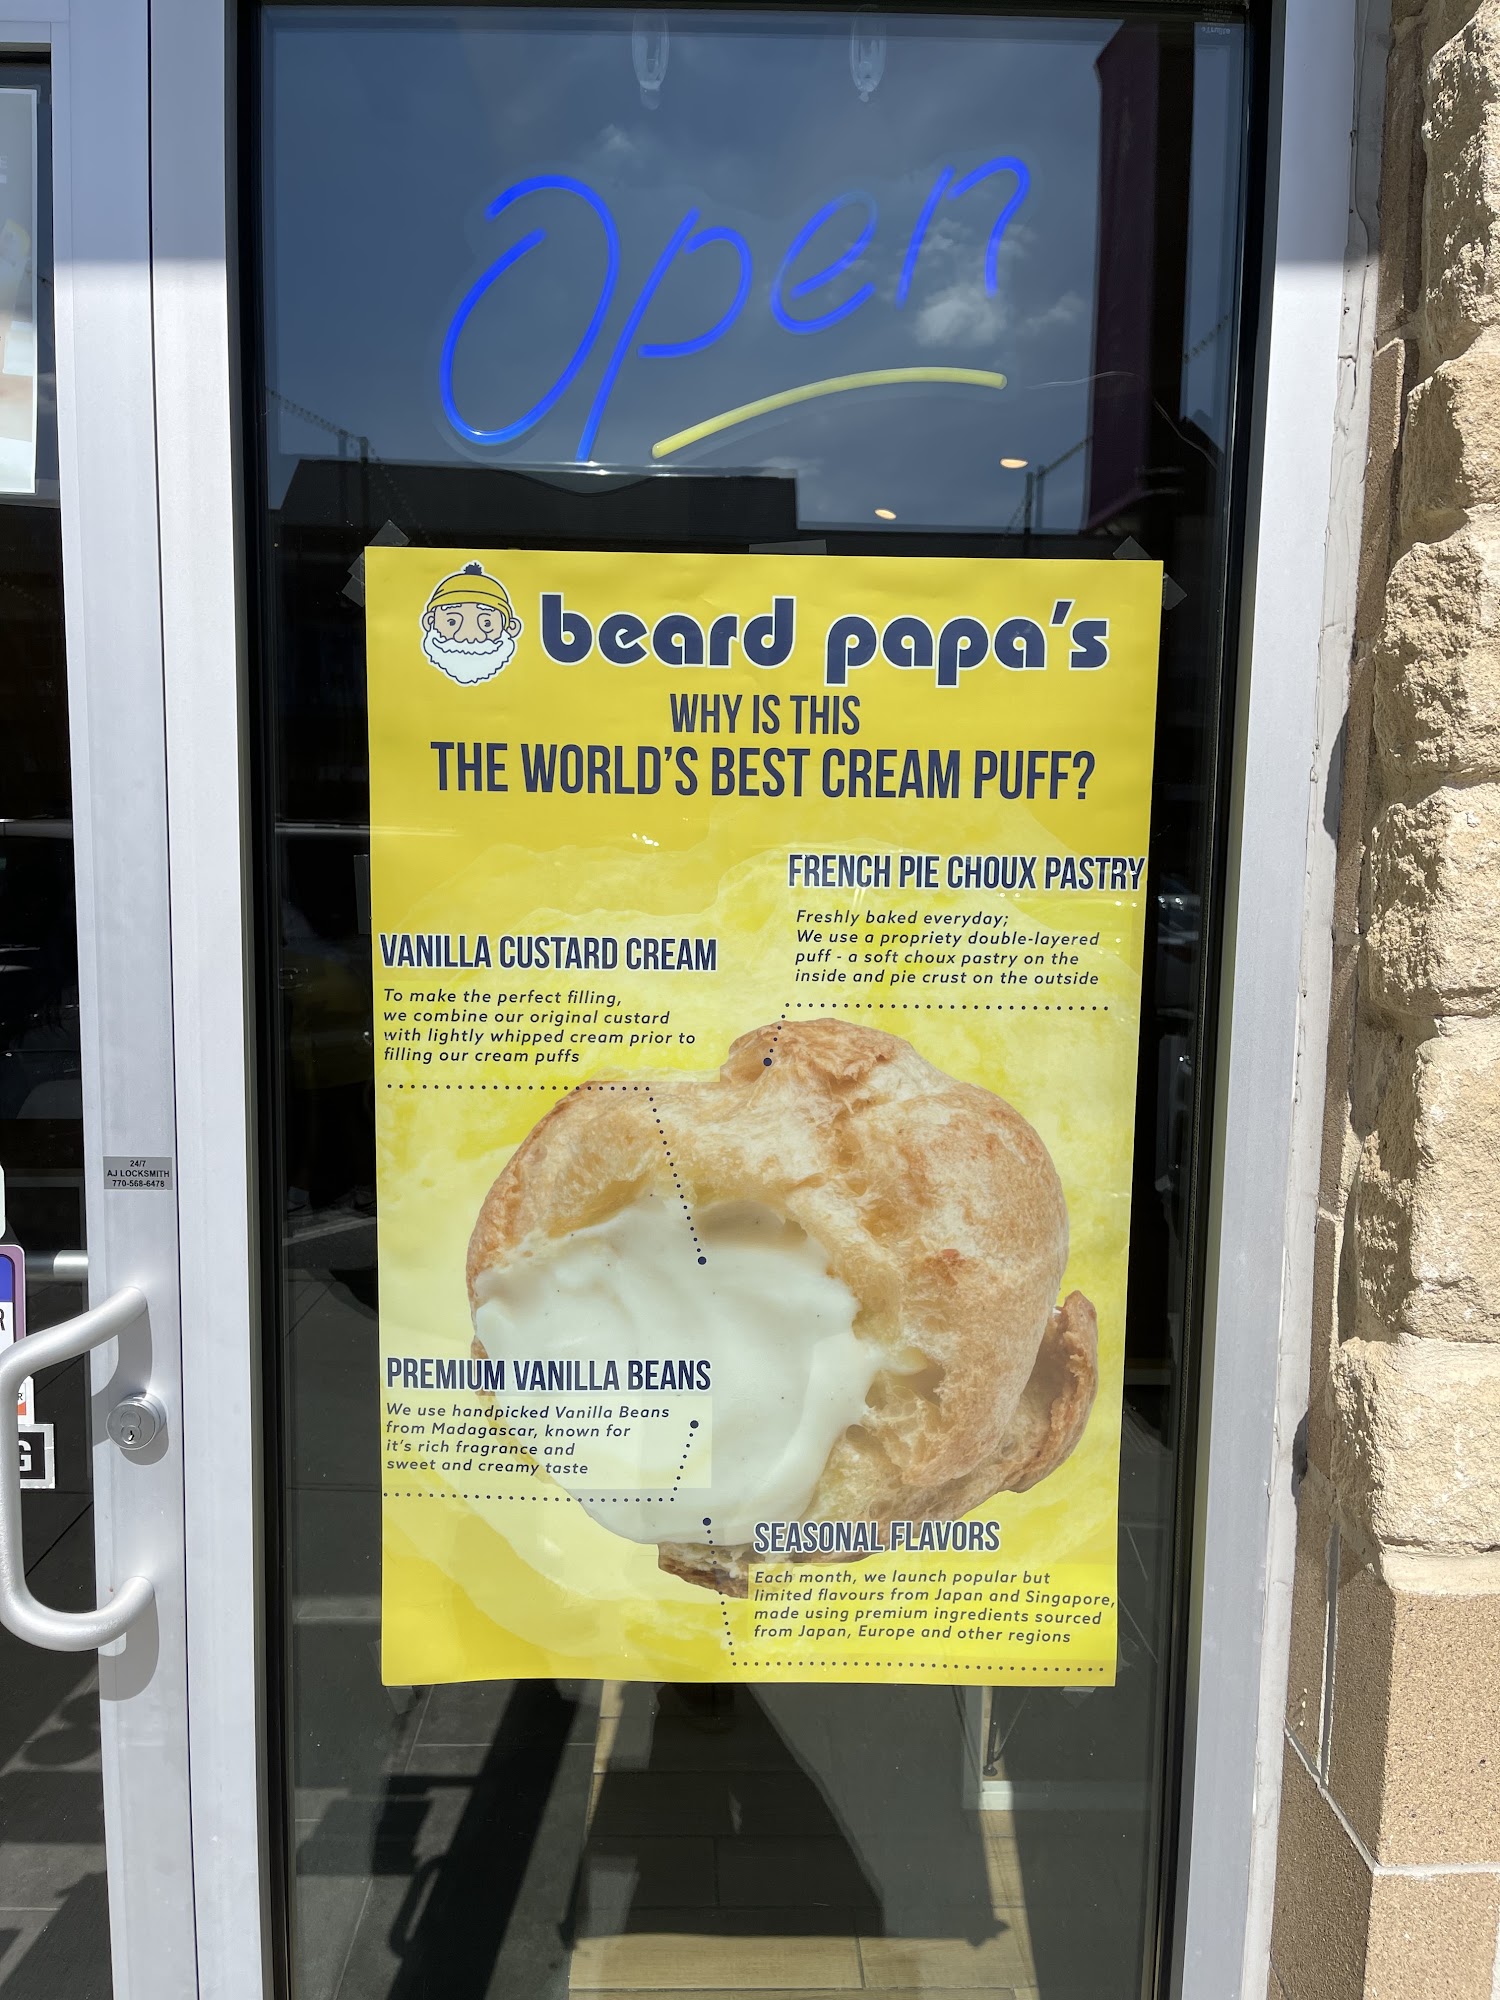 Open
beard papa's
WHY IS THIS
THE WORLD'S BEST CREAM PUFF?
FRENCH PIE CHOUX PASTRY
Freshly baked everyday;
We use a propriety double-layered
puff - a soft choux pastry on the
inside and pie crust on the outside
VANILLA CUSTARD CREAM
To make the perfect filling,
we combine our original custard
with lightly whipped cream prior to
filling our cream puffs
PREMIUM VANILLA BEANS
We use handpicked Vanilla Beans
from Madagascar, known for
it's rich fragrance and
sweet and creamy taste
SEASONAL FLAVORS
Each month, we launch popular but
limited flavours from Japan and Singapore,
made using premium ingredients sourced
from Japan, Europe and other regions
24/7
AJ LOCKSMITH
770-568-6478